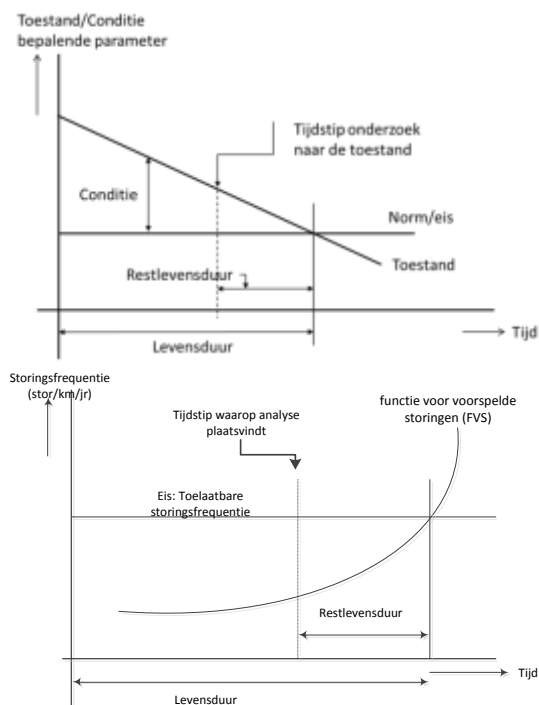 Toestand/Conditie
bepalende parameter
Tijdstip onderzoek
naar de toestand
Conditie
Norm/eis
Restlevensduur
Toestand
Tijd
Levensduur
Storingsfrequentie
(stor/km/jr)
functie voor voorspelde
storingen (FVS)
Tijdstip waarop analyse
plaatsvindt
Eis: Toelaatbare
storingsfrequentie
Restlevensduur
Tijd
Levensduur